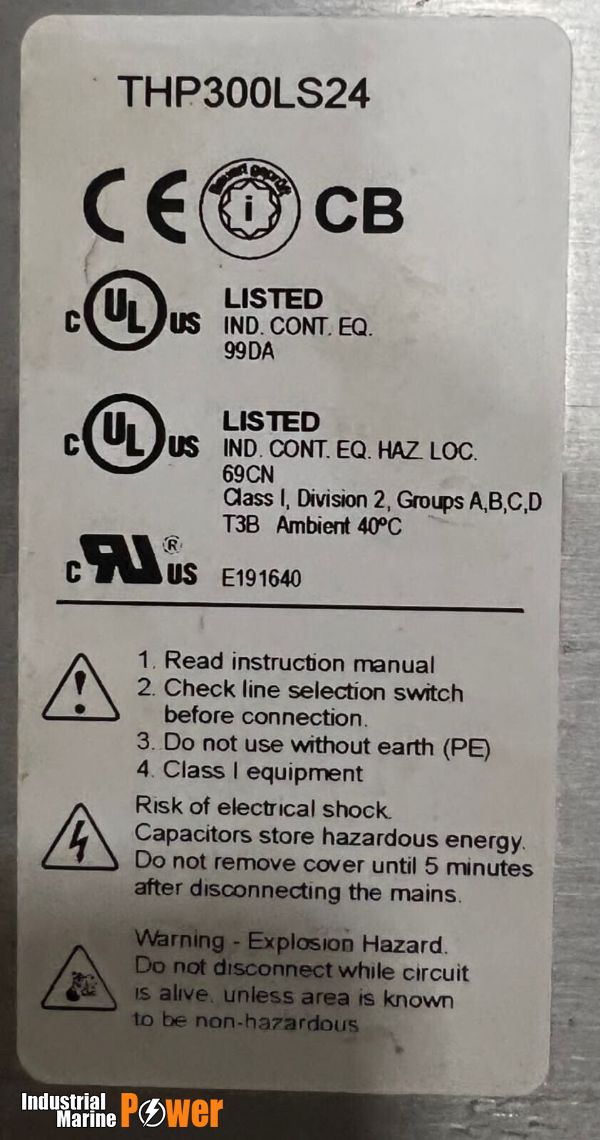 THP300LS24
CE Bauart geprüft i CB
C UL US LISTED
IND. CONT. EQ.
99DA
C UL US LISTED
IND. CONT. EQ. HAZ. LOC.
69CN
Class I, Division 2, Groups A,B,C,D
T3B Ambient 40°C
C RU ® US E191640
1. Read instruction manual
2. Check line selection switch
before connection.
3. Do not use without earth (PE)
4. Class I equipment
Risk of electrical shock.
Capacitors store hazardous energy.
Do not remove cover until 5 minutes
after disconnecting the mains.
Warning - Explosion Hazard.
Do not disconnect while circuit
is alive, unless area is known
to be non-hazardous
Industrial
Marine Power